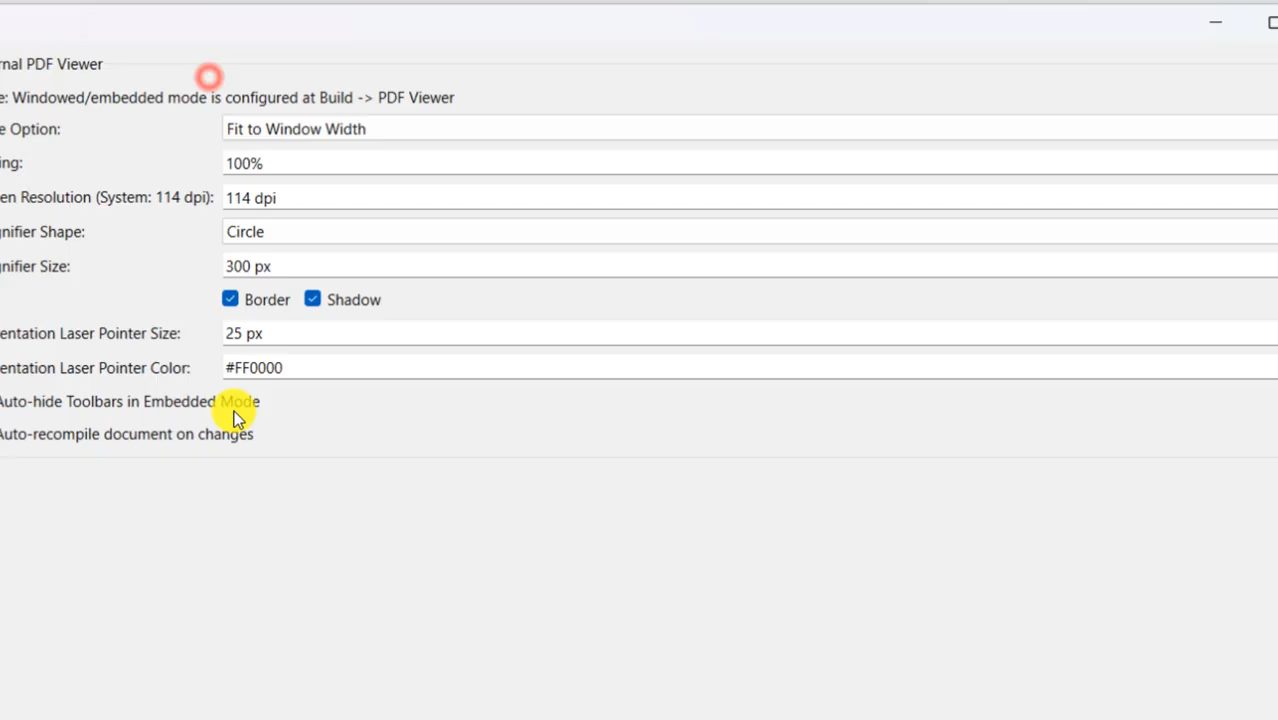 rnal PDF Viewer
e: Windowed/embedded mode is configured at Build -> PDF Viewer
e Option: Fit to Window Width
ing: 100%
en Resolution (System: 114 dpi): 114 dpi
nifier Shape: Circle
nifier Size: 300 px
Border Shadow
entation Laser Pointer Size: 25 px
entation Laser Pointer Color: #FF0000
Auto-hide Toolbars in Embedded Mode
Auto-recompile document on changes